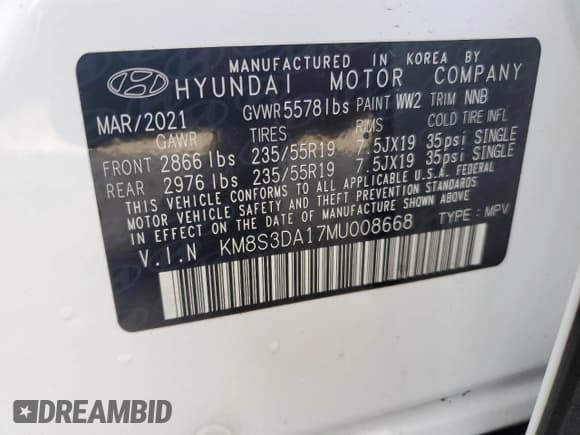 MANUFACTURED IN KOREA BY
HYUNDAI MOTOR COMPANY
MAR/2021 GVWR 5578lbs PAINT WW2 TRIM NNB
GAWR TIRES RIMS COLD TIRE INFL
FRONT 2866 lbs 235/55R19 7.5JX19 35psi SINGLE
REAR 2976 lbs 235/55R19 7.5JX19 35psi SINGLE
THIS VEHICLE CONFORMS TO ALL APPLICABLE U.S.A. FEDERAL
MOTOR VEHICLE SAFETY AND THEFT PREVENTION STANDARDS
IN EFFECT ON THE DATE OF MANUFACTURE SHOWN ABOVE.
V.I.N KM8S3DA17MU008668 TYPE: MPV
DREAMBID